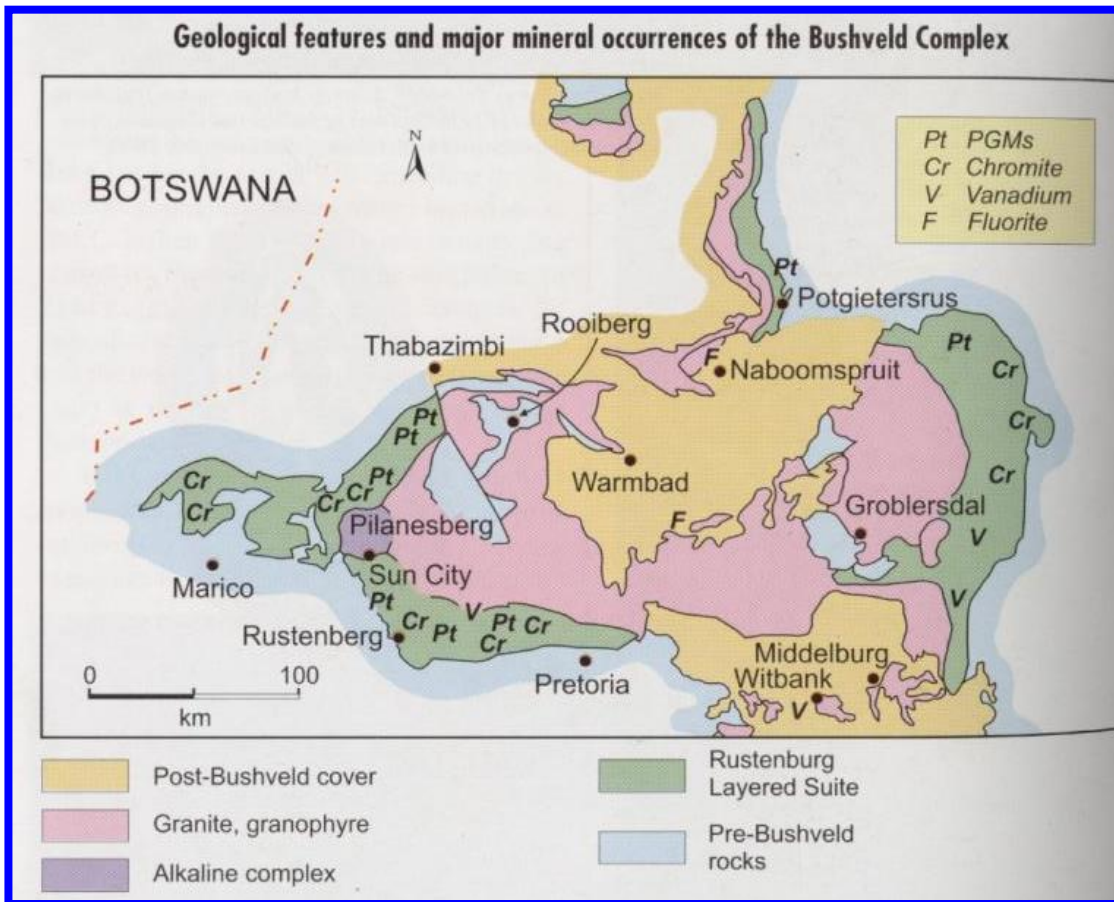 Geological features and major mineral occurrences of the Bushveld Complex
N
BOTSWANA
Pt PGMs
Cr Chromite
V Vanadium
F Fluorite
Pt
Potgietersrus
Rooiberg
Thabazimbi
F
Naboomspruit
Pt
Cr
Pt
Pt
Cr
Warmbad
Cr
Cr
Pt
Cr
Cr
Cr
Groblersdal
Pilanesberg
F
V
Marico
Sun City
Pt
V
V
Rustenberg
Cr
Pt
Pt
Cr
Cr
0 100
km
Pretoria
Middelburg
Witbank
V
Post-Bushveld cover
Granite, granophyre
Alkaline complex
Rustenburg
Layered Suite
Pre-Bushveld
rocks